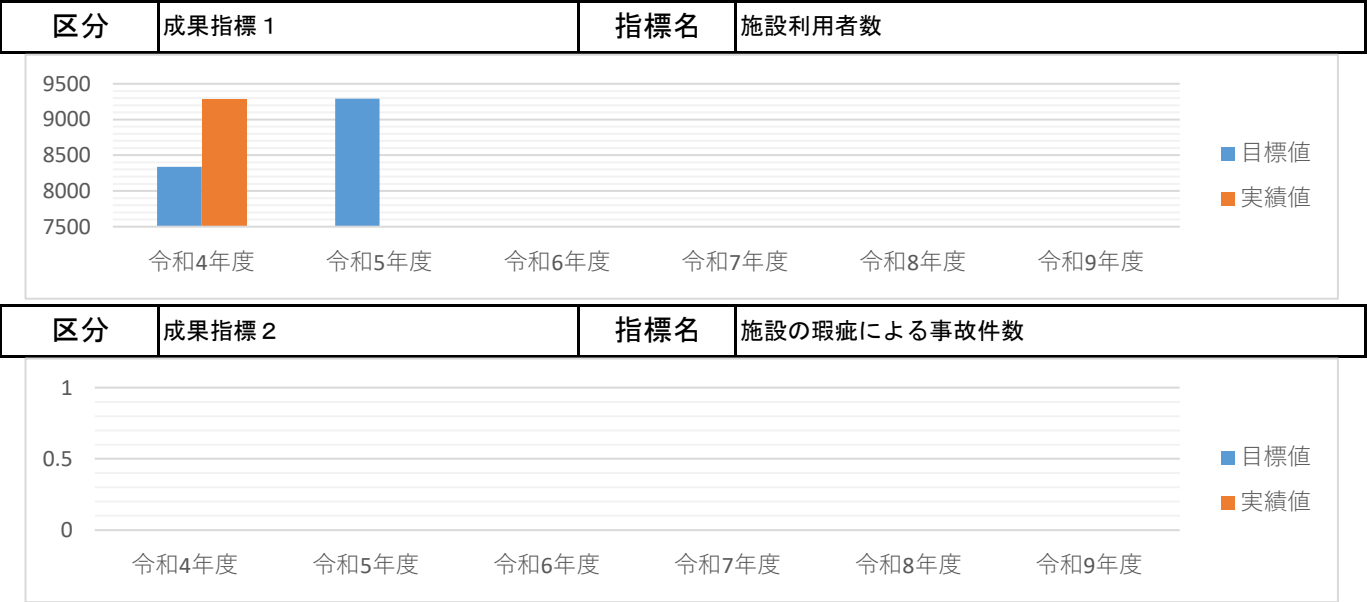 区分 成果指標１ 指標名 施設利用者数
9500
9000
8500
8000
7500
令和4年度 令和5年度 令和6年度 令和7年度 令和8年度 令和9年度
目標値
実績値
区分 成果指標２ 指標名 施設の瑕疵による事故件数
1
0.5
0
令和4年度 令和5年度 令和6年度 令和7年度 令和8年度 令和9年度
目標値
実績値